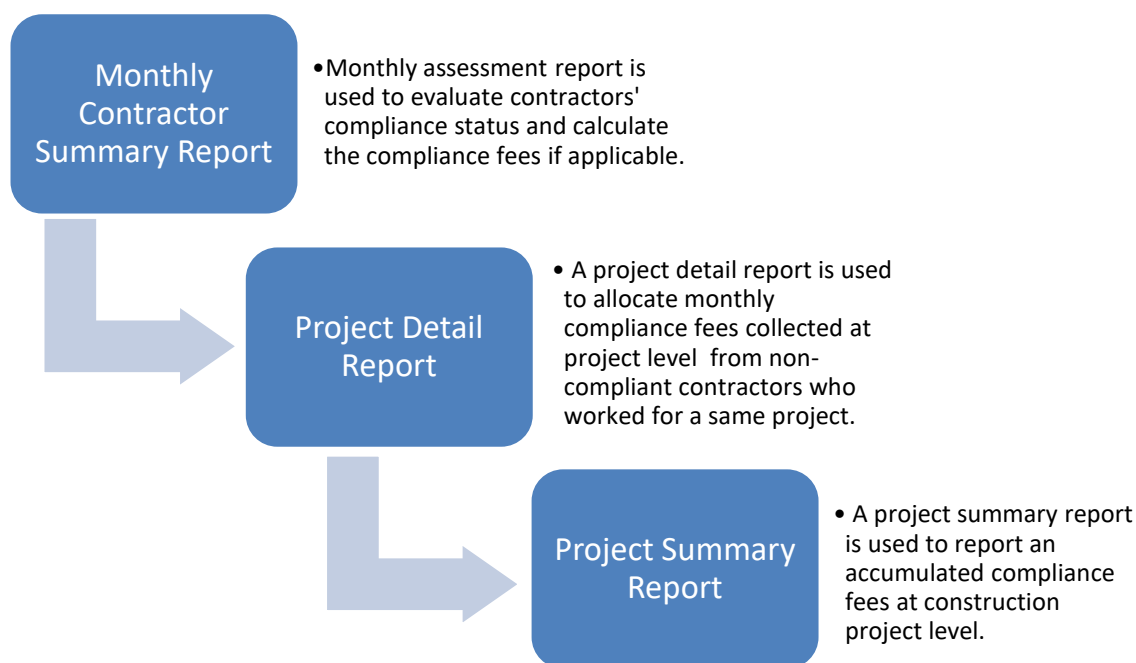 Monthly
Contractor
Summary Report
•Monthly assessment report is
used to evaluate contractors'
compliance status and calculate
the compliance fees if applicable.
Project Detail
Report
• A project detail report is used
to allocate monthly
compliance fees collected at
project level from non-
compliant contractors who
worked for a same project.
Project Summary
Report
• A project summary report
is used to report an
accumulated compliance
fees at construction
project level.